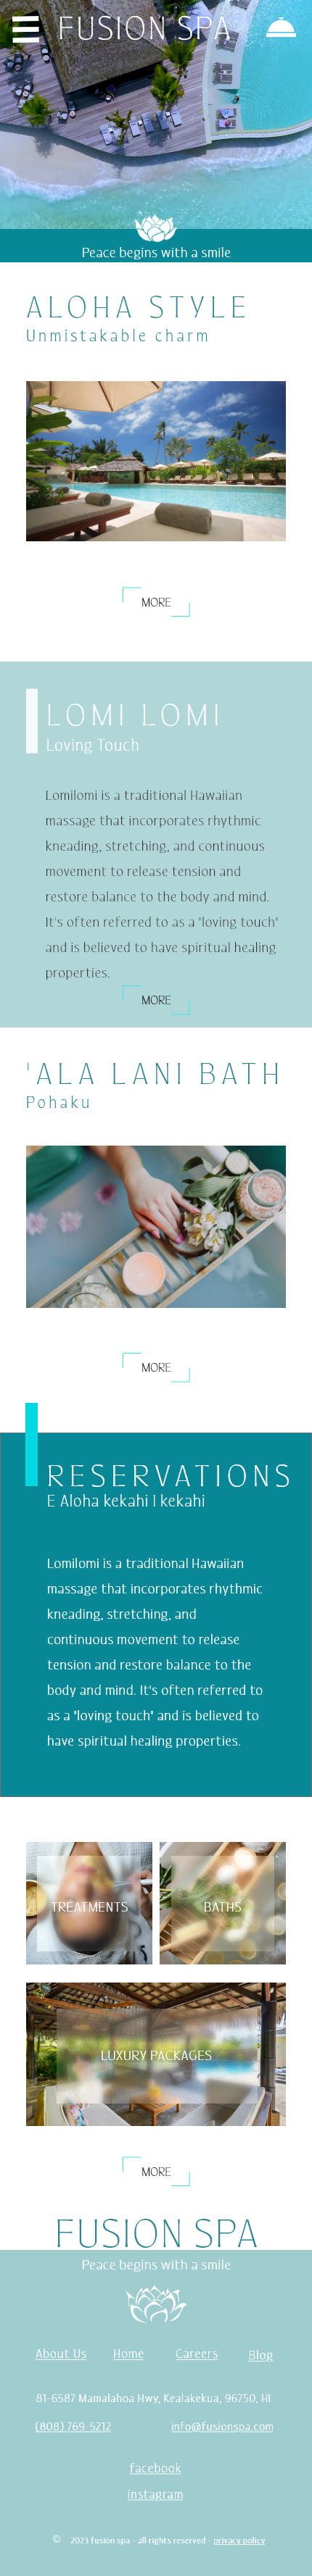 FUSION SPA
Peace begins with a smile
ALOHA STYLE
Unmistakable charm
MORE
LOMI LOMI
Loving Touch
Lomilomi is a traditional Hawaiian
massage that incorporates rhythmic
kneading, stretching, and continuous
movement to release tension and
restore balance to the body and mind.
It's often referred to as a "loving touch"
and is believed to have spiritual healing
properties.
MORE
'ALA LANI BATH
Pohaku
MORE
RESERVATIONS
E Aloha kekahi I kekahi
Lomilomi is a traditional Hawaiian
massage that incorporates rhythmic
kneading, stretching, and
continuous movement to release
tension and restore balance to the
body and mind. It's often referred to
as a "loving touch" and is believed to
have spiritual healing properties.
TREATMENTS
BATHS
LUXURY PACKAGES
MORE
FUSION SPA
Peace begins with a smile
About Us Home Careers Blog
81-6587 Mamalahoa Hwy, Kealakekua, 96750, HI
(808) 769-5212 info@fusionspa.com
Facebook
instagram
© 2023 fusion spa - all rights reserved - privacy policy